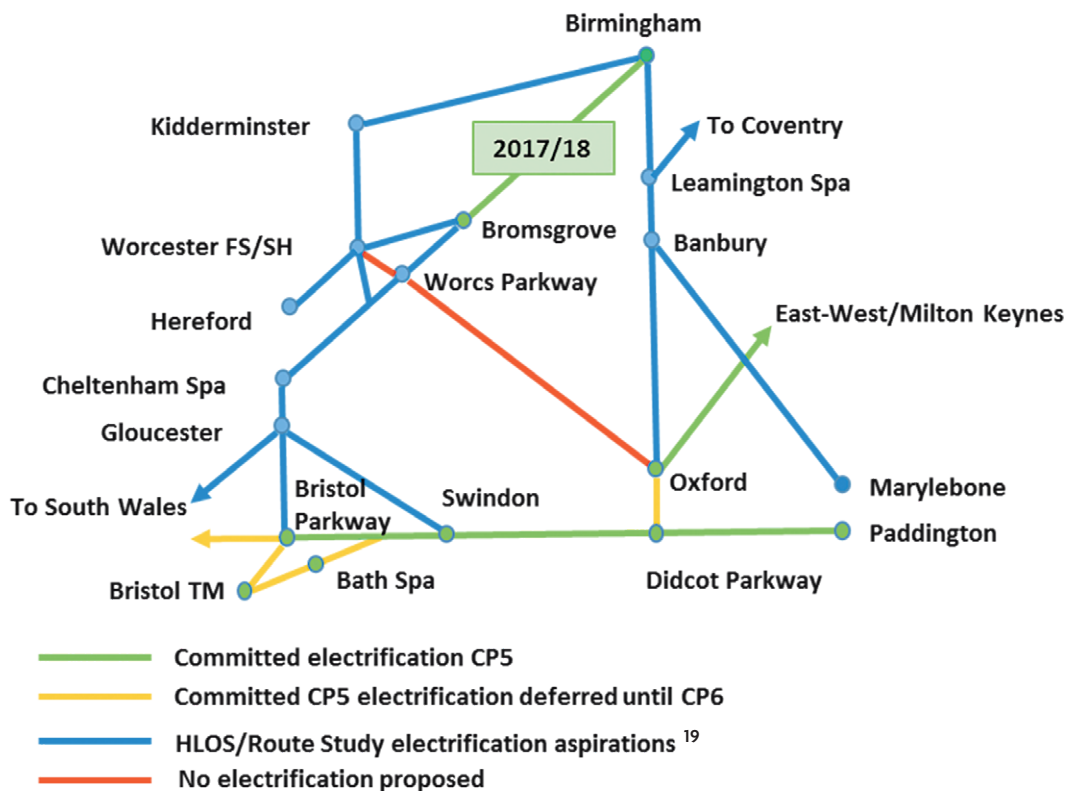 Birmingham
Kidderminster
To Coventry
2017/18
Leamington Spa
Bromsgrove
Worcester FS/SH
Banbury
Worcs Parkway
Hereford
East-West/Milton Keynes
Cheltenham Spa
Gloucester
To South Wales
Bristol
Parkway
Swindon
Oxford
Marylebone
Paddington
Bristol TM
Bath Spa
Didcot Parkway
Committed electrification CP5
Committed CP5 electrification deferred until CP6
HLOS/Route Study electrification aspirations 19
No electrification proposed